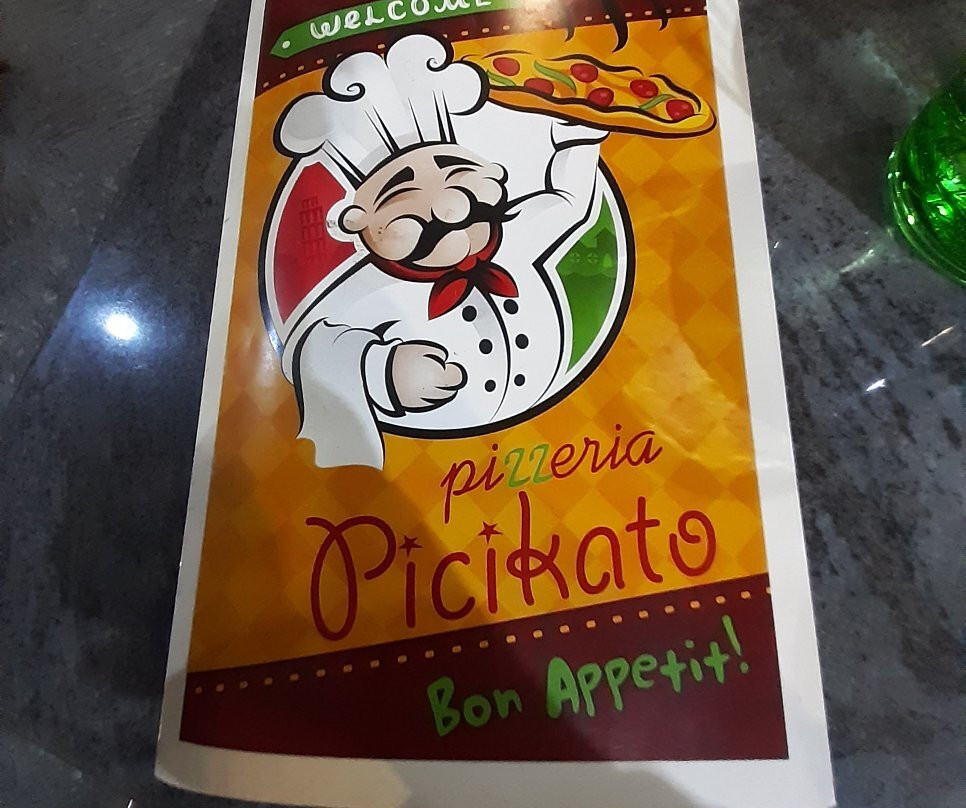 WELCOME
pizzeria
Picikato
Bon Appetit!